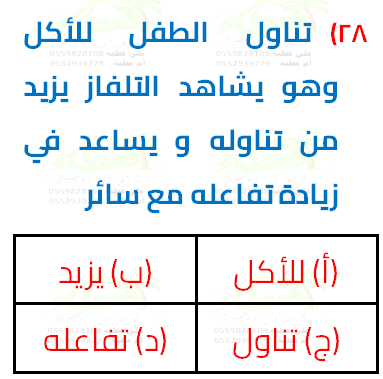 ٢٨) تناول الطفل للأكل
وهو يشاهد التلفاز يزيد
من تناوله و يساعد في
زيادة تفاعله مع سائر
(أ) للأكل
(ب) يزيد
(ج) تناول
(د) تفاعله